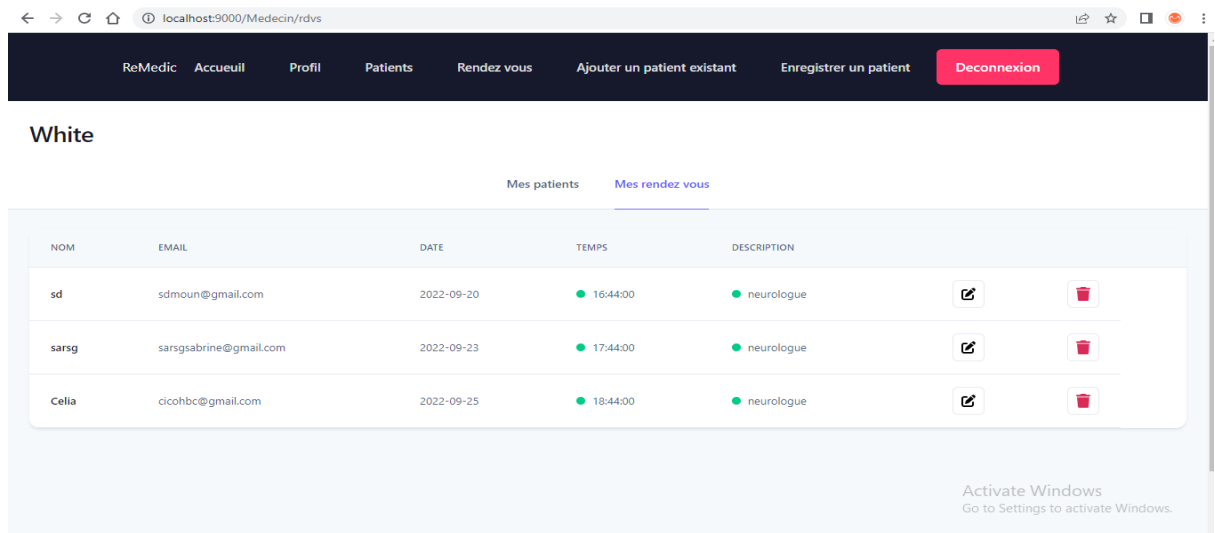 localhost:9000/Medecin/rdvs
ReMedic Accueuil Profil Patients Rendez vous Ajouter un patient existant Enregistrer un patient Deconnexion
White
Mes patients Mes rendez vous
NOM EMAIL DATE TEMPS DESCRIPTION
sd sdmoun@gmail.com 2022-09-20 16:44:00 neurologue
sarsg sarsgsabrine@gmail.com 2022-09-23 17:44:00 neurologue
Celia cicohbc@gmail.com 2022-09-25 18:44:00 neurologue
Activate Windows
Go to Settings to activate Windows.